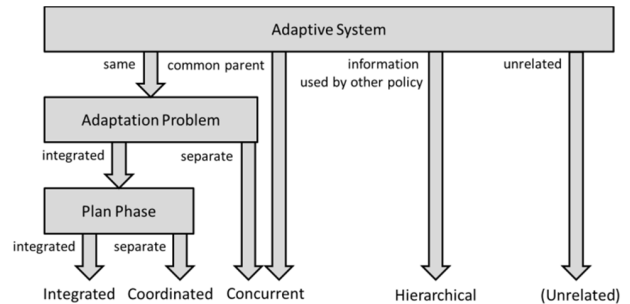 Adaptive System
same
common parent
information
used by other policy
unrelated
Adaptation Problem
integrated
separate
Plan Phase
integrated
separate
Integrated
Coordinated
Concurrent
Hierarchical
(Unrelated)